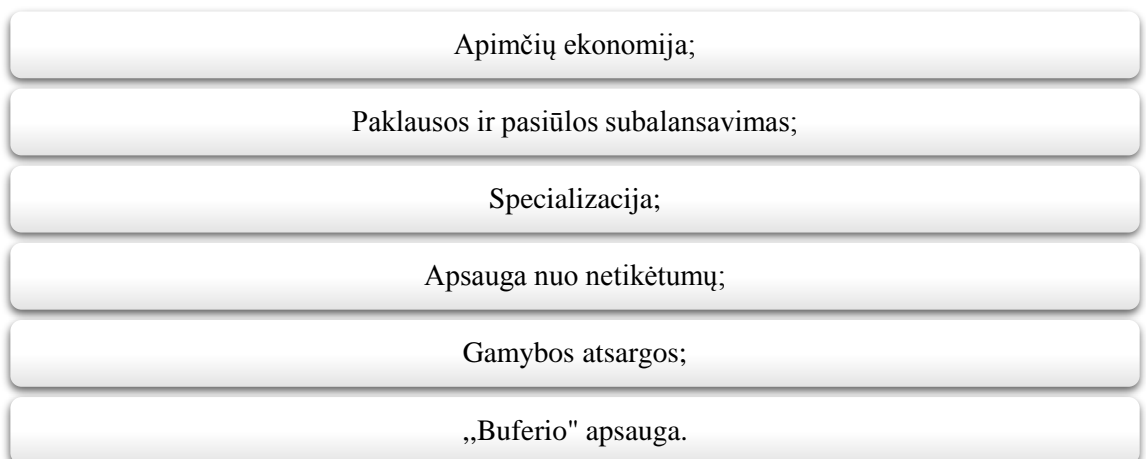 Apimčių ekonomija;
Paklausos ir pasiūlos subalansavimas;
Specializacija;
Apsauga nuo netikėtumų;
Gamybos atsargos;
,,Buferio" apsauga.